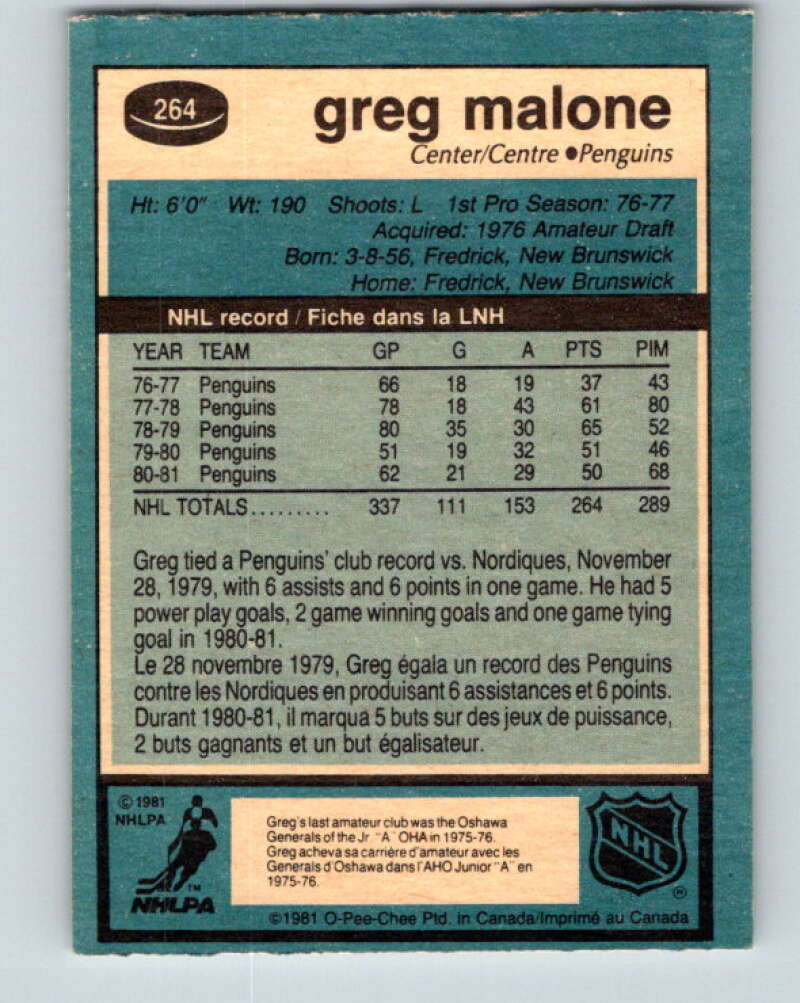 264
greg malone
Center/Centre ●Penguins
Ht: 6'0" Wt: 190 Shoots: L 1st Pro Season: 76-77
Acquired: 1976 Amateur Draft
Born: 3-8-56, Fredrick, New Brunswick
Home: Fredrick, New Brunswick
NHL record / Fiche dans la LNH
YEAR TEAM GP G A PTS PIM
76-77 Penguins 66 18 19 37 43
77-78 Penguins 78 18 43 61 80
78-79 Penguins 80 35 30 65 52
79-80 Penguins 51 19 32 51 46
80-81 Penguins 62 21 29 50 68
NHL TOTALS......... 337 111 153 264 289
Greg tied a Penguins' club record vs. Nordiques, November
28, 1979, with 6 assists and 6 points in one game. He had 5
power play goals, 2 game winning goals and one game tying
goal in 1980-81.
Le 28 novembre 1979, Greg égala un record des Penguins
contre les Nordiques en produisant 6 assistances et 6 points.
Durant 1980-81, il marqua 5 buts sur des jeux de puissance,
2 buts gagnants et un but égalisateur.
© 1981
NHLPA
TM
NHLPA
Greg's last amateur club was the Oshawa
Generals of the Jr. "A" OHA in 1975-76.
Greg acheva sa carrière d'amateur avec les
Generals d'Oshawa dans l'AHO Junior "A" en
1975-76.
NHL
®
©1981 O-Pee-Chee Ptd. in Canada/Imprimé au Canada